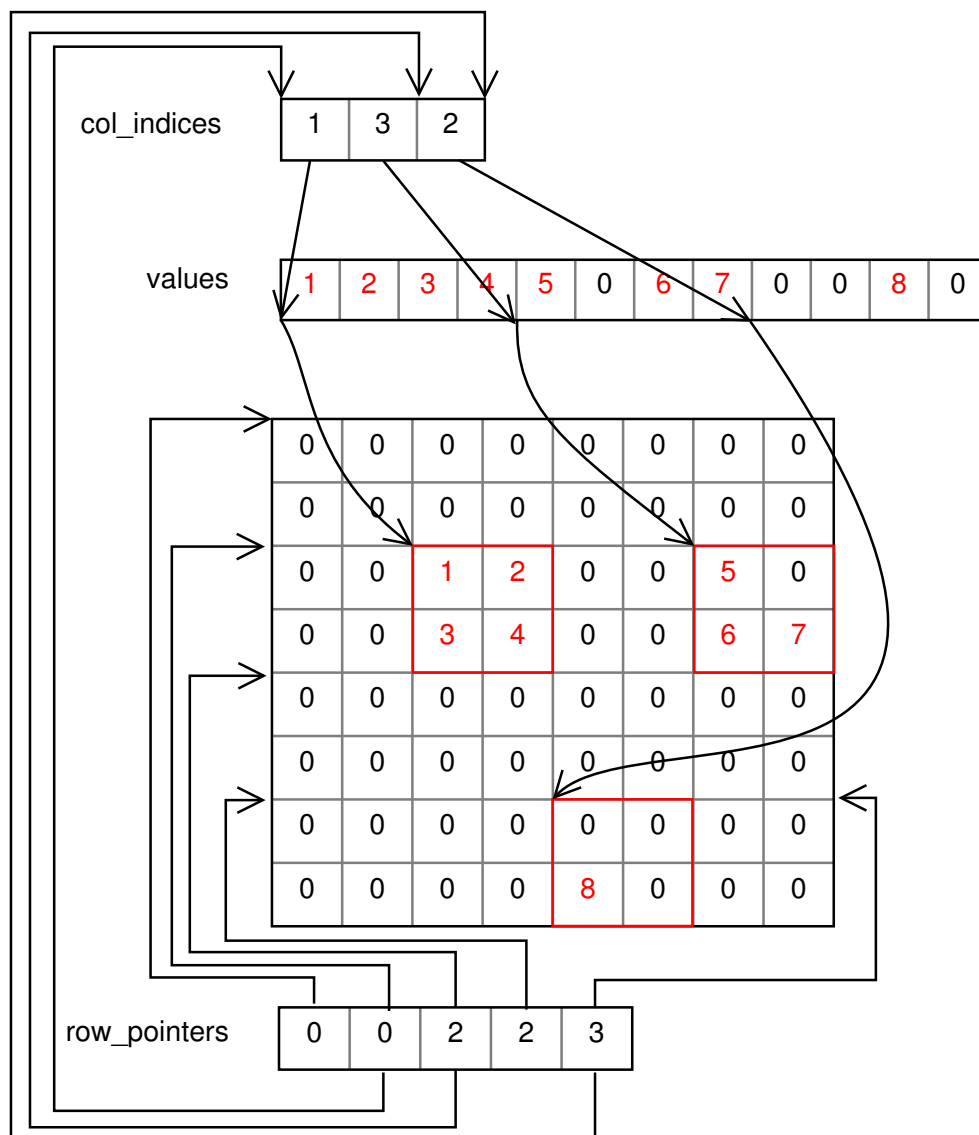 col_indices 1 3 2
values 1 2 3 4 5 0 6 7 0 0 8 0
0 0 0 0 0 0 0 0
0 0 0 0 0 0 0 0
0 0 1 2 0 0 5 0
0 0 3 4 0 0 6 7
0 0 0 0 0 0 0 0
0 0 0 0 0 0 0 0
0 0 0 0 0 0 0 0
0 0 0 0 8 0 0 0
row_pointers 0 0 2 2 3